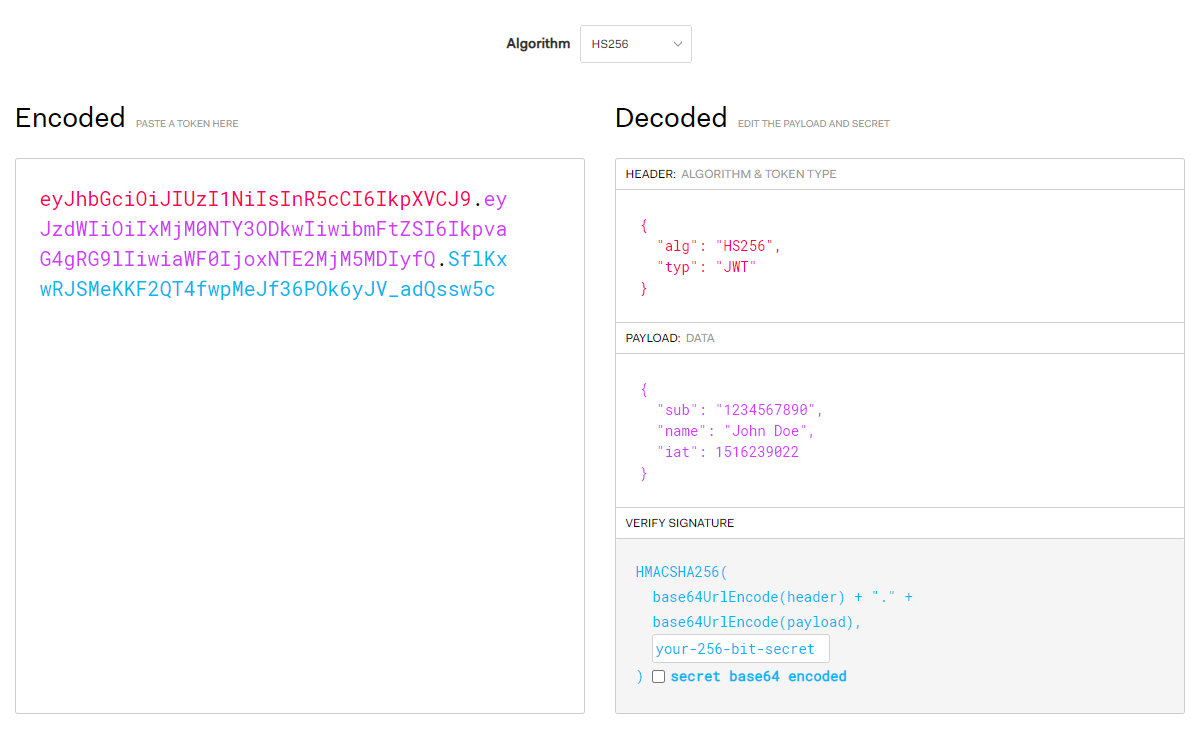 Algorithm HS256
Encoded PASTE A TOKEN HERE
eyJhbGciOiJIUzI1NiIsInR5cCI6IkpXVCJ9.ey
JzdWIiOiIxMjM0NTY3ODkwIiwibmFtZSI6Ikpva
G4gRG9lIiwiaWF0IjoxNTE2MjM5MDIyfQ.SflKx
wRJSMeKKF2QT4fwpMeJf36POk6yJV_adQssw5c
Decoded EDIT THE PAYLOAD AND SECRET
HEADER: ALGORITHM & TOKEN TYPE
{
"alg": "HS256",
"typ": "JWT"
}
PAYLOAD: DATA
{
"sub": "1234567890",
"name": "John Doe",
"iat": 1516239022
}
VERIFY SIGNATURE
HMACSHA256(
base64UrlEncode(header) + "." +
base64UrlEncode(payload),
your-256-bit-secret
) secret base64 encoded